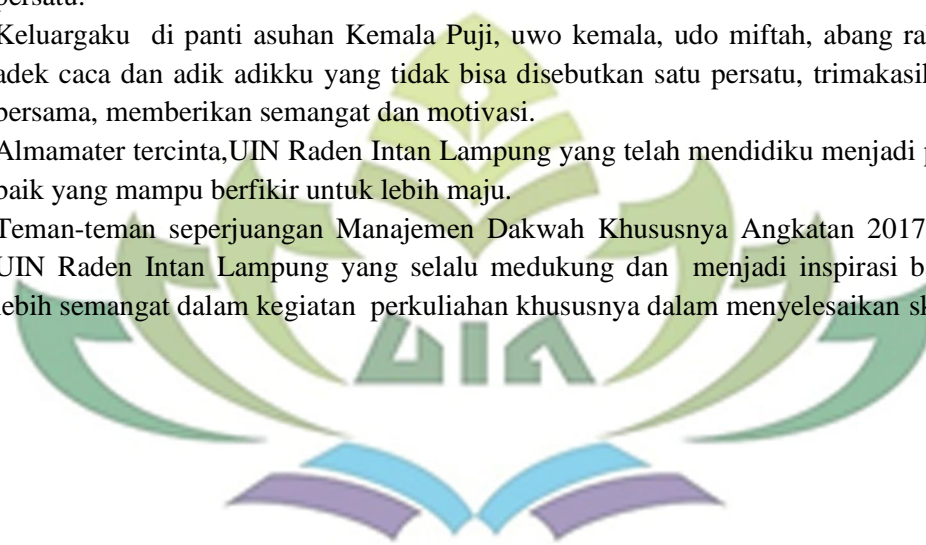 persatu.
Keluargaku di panti asuhan Kemala Puji, uwo kemala, udo miftah, abang
adek caca dan adik adikku yang tidak bisa disebutkan satu persatu,
bersama, memberikan semangat dan motivasi.
Almamater tercinta,UIN Raden Intan Lampung yang telah mendidiku menjadi
baik yang mampu berfikir untuk lebih maju.
Teman-teman seperjuangan Manajemen Dakwah Khususnya Angkatan 2017
UIN Raden Intan Lampung yang selalu medukung dan menjadi inspirasi
lebih semangat dalam kegiatan perkuliahan khususnya dalam menyelesaikan
UIN